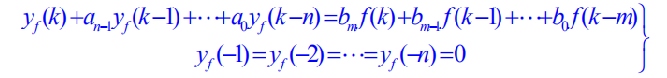 y_f(k)+a_{n-1}y_f(k-1)+⋯+a_0y_f(k-n)=b_mf(k)+b_{m-1}f(k-1)+⋯+b_0f(k-m)
y_f(-1)=y_f(-2)=⋯=y_f(-n)=0